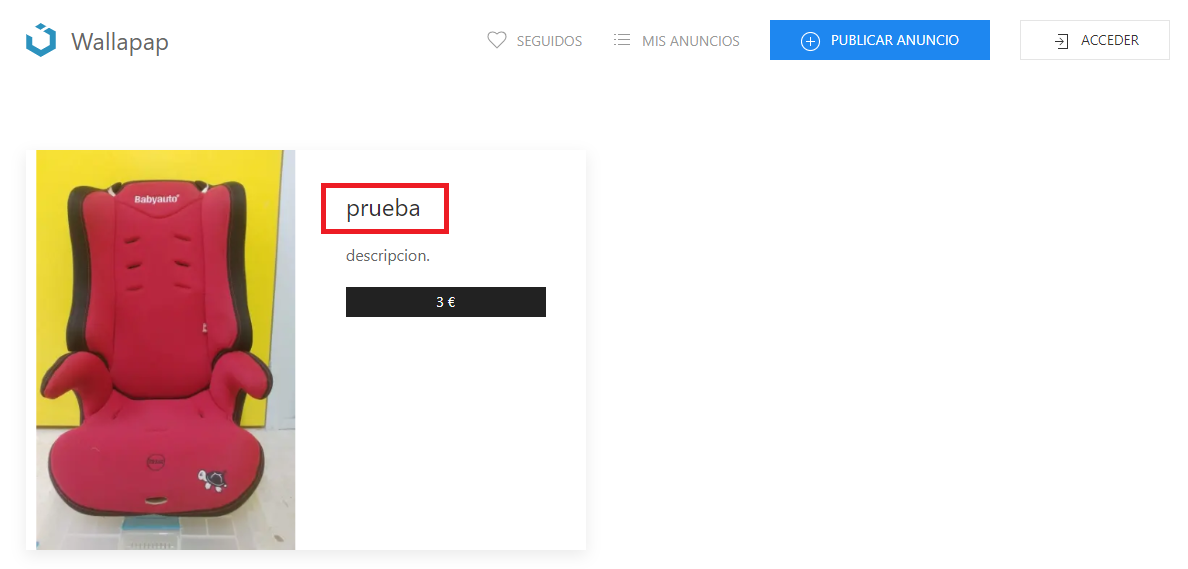 Wallapap
SEGUIDOS
MIS ANUNCIOS
PUBLICAR ANUNCIO
ACCEDER
Babyauto
prueba
descripcion.
3 €